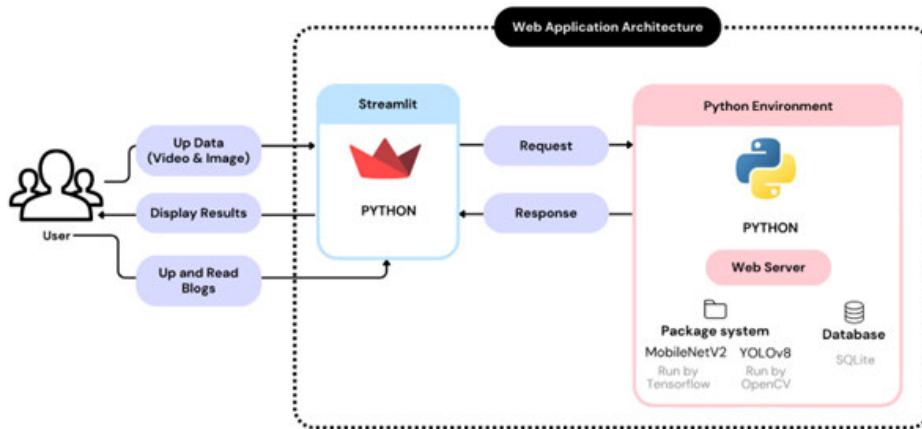 Web Application Architecture
Streamlit
Python Environment
Up Data
(Video & Image)
Request
Display Results
PYTHON
Response
User
PYTHON
Up and Read
Blogs
Web Server
Package system
Database
MobileNetV2
YOLOv8
SQLite
Run by
Tensorflow
Run by
OpenCV